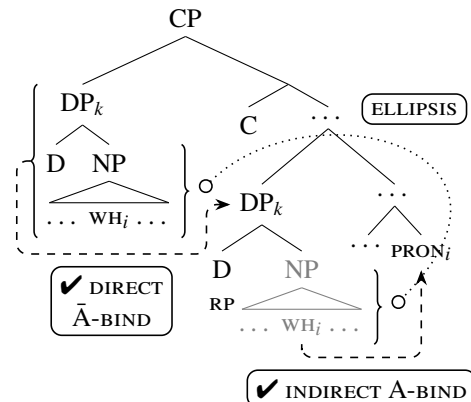 CP
DPₖ
C ...
ELLIPSIS
D NP
... WHᵢ ...
DPₖ ...
... PRONᵢ
D NP
RP
... WHᵢ ...
✔ DIRECT
Ā-BIND
✔ INDIRECT A-BIND